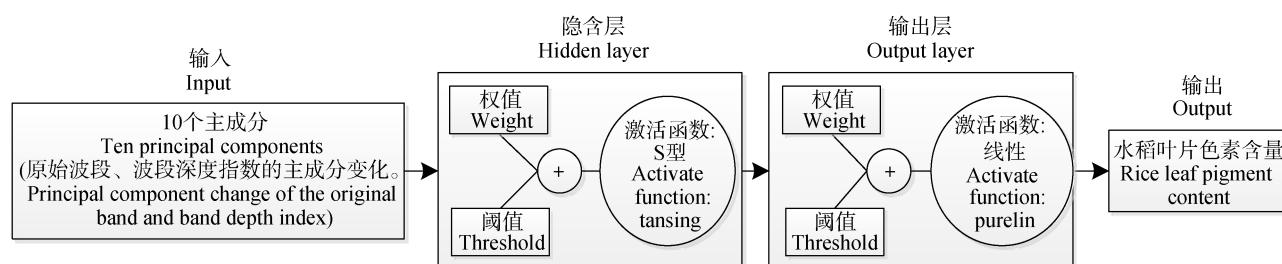 输入
Input
10个主成分
Ten principal components
(原始波段、波段深度指数的主成分变化。
Principal component change of the original
band and band depth index)
隐含层
Hidden layer
权值
Weight
+
阈值
Threshold
激活函数:
S型
Activate
function:
tansing
输出层
Output layer
权值
Weight
+
阈值
Threshold
激活函数:
线性
Activate
function:
purelin
输出
Output
水稻叶片色素含量
Rice leaf pigment
content